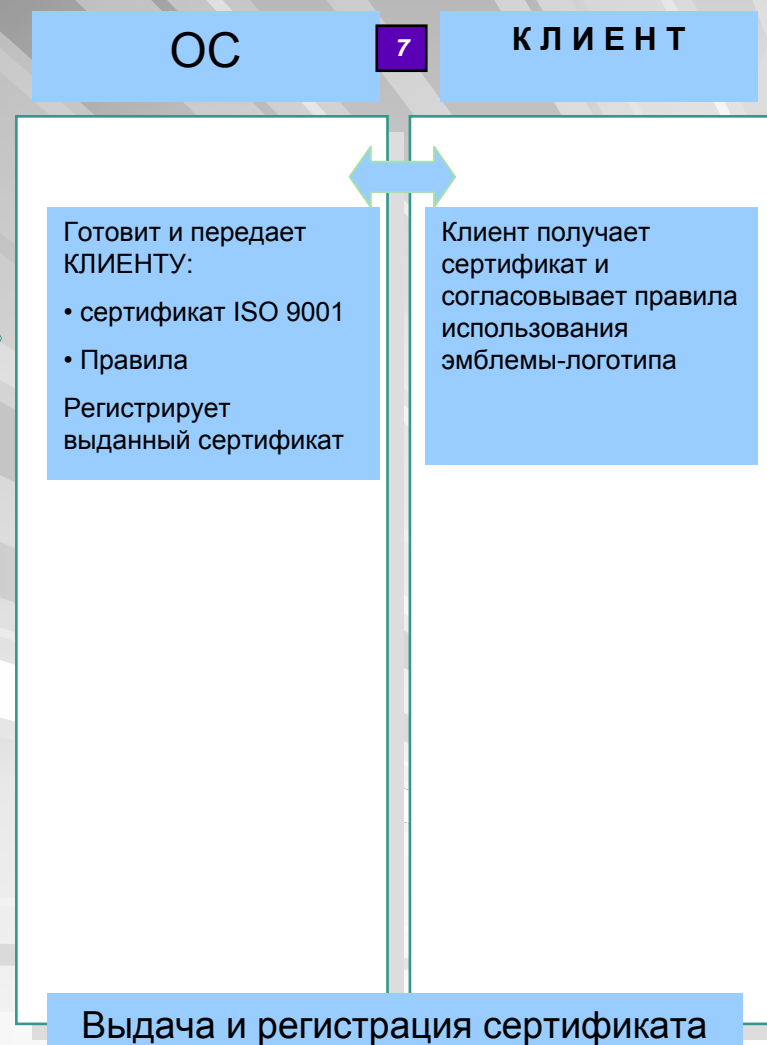 ОС
7
К Л И Е Н Т
Готовит и передает
КЛИЕНТУ:
• сертификат ISO 9001
• Правила
Регистрирует
выданный сертификат
Клиент получает
сертификат и
согласовывает правила
использования
эмблемы-логотипа
Выдача и регистрация сертификата